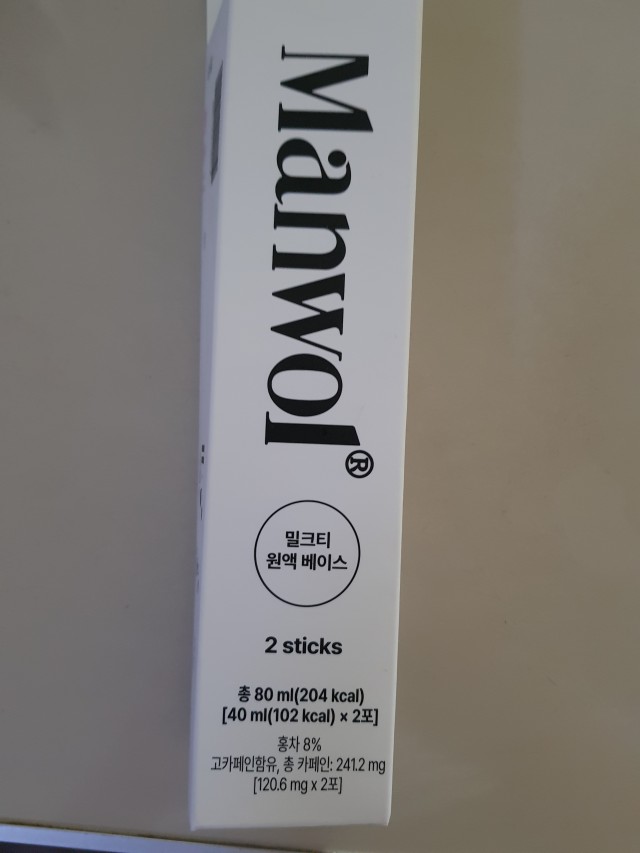 Manwol®
밀크티
원액 베이스
2 sticks
총 80 ml(204 kcal)
[40 ml(102 kcal) × 2포]
홍차 8%
고카페인함유, 총 카페인: 241.2 mg
[120.6 mg x 2포]